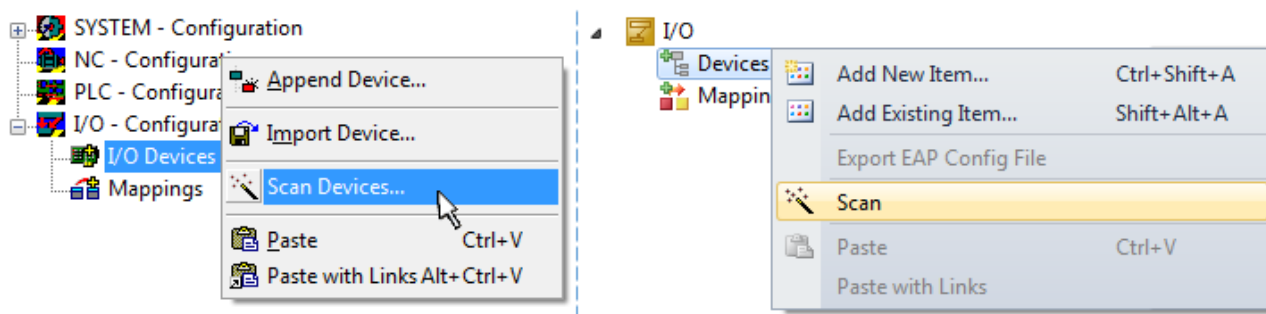 SYSTEM - Configuration
NC - Configurati
PLC - Configura
I/O - Configurat
I/O Devices
Mappings
Append Device...
Import Device...
Scan Devices...
Paste Ctrl+V
Paste with Links Alt+Ctrl+V
I/O
Devices
Mappin
Add New Item... Ctrl+Shift+A
Add Existing Item... Shift+Alt+A
Export EAP Config File
Scan
Paste Ctrl+V
Paste with Links